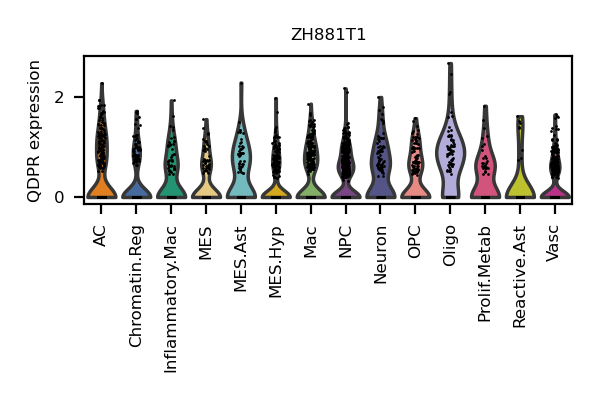 ZH881T1
QDPR expression
2
0
AC
Chromatin.Reg
Inflammatory.Mac
MES
MES.Ast
MES.Hyp
Mac
NPC
Neuron
OPC
Oligo
Prolif.Metab
Reactive.Ast
Vasc